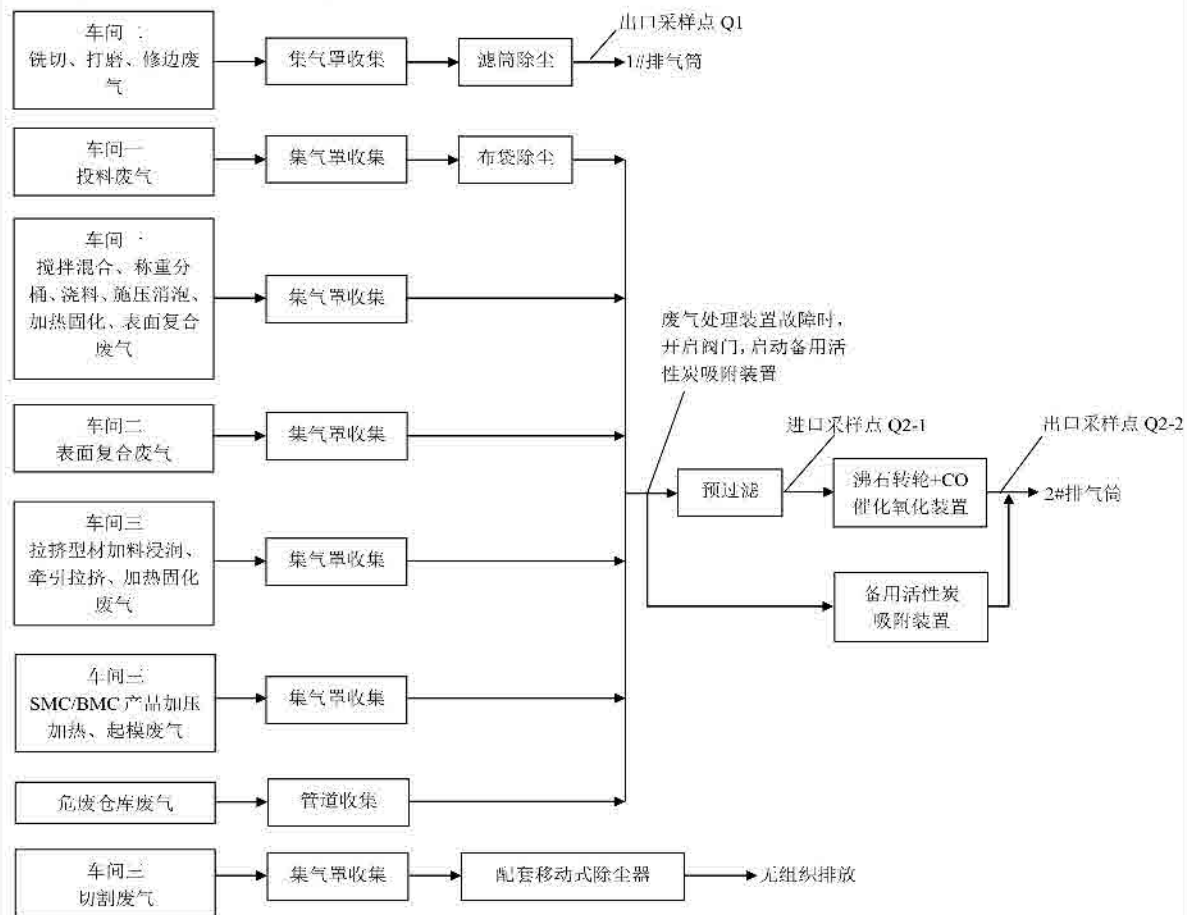 车间
铣切、打磨、修边废
气
集气罩收集
滤筒除尘
出口采样点 Q1
1#排气筒
车间一
投料废气
集气罩收集
布袋除尘
车间
搅拌混合、称重分
桶、浇料、施压消泡、
加热固化、表面复合
废气
集气罩收集
车间二
表面复合废气
集气罩收集
车间三
拉挤型材加料浸润、
牵引拉挤、加热固化
废气
集气罩收集
车间三
SMC/BMC 产品加压
加热、起模废气
集气罩收集
危废仓库废气
管道收集
废气处理装置故障时，
开启阀门，启动备用活
性炭吸附装置
预过滤
进口采样点 Q2-1
沸石转轮+CO
催化氧化装置
出口采样点 Q2-2
2#排气筒
备用活性炭
吸附装置
车间三
切割废气
集气罩收集
配套移动式除尘器
无组织排放